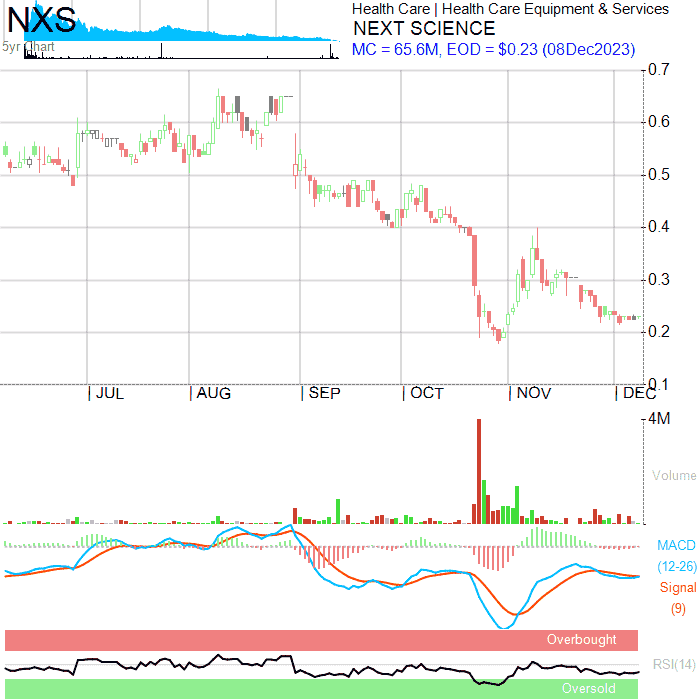 NXS
5yr Chart
Health Care | Health Care Equipment & Services
NEXT SCIENCE
MC = 65.6M, EOD = $0.23 (08Dec2023)
0.7
0.6
0.5
0.4
0.3
0.2
0.1
| JUL | AUG | SEP | OCT | NOV | DEC
4M
Volume
MACD
(12-26)
Signal
(9)
Overbought
RSI(14)
Oversold